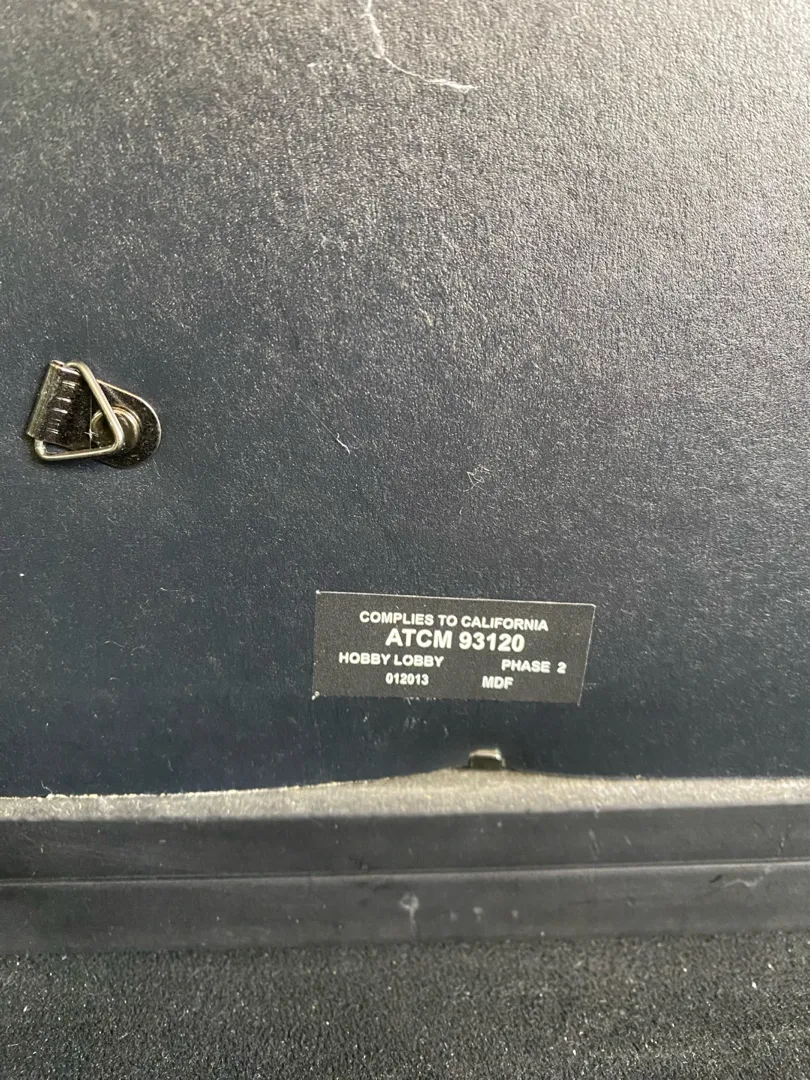 COMPLIES TO CALIFORNIA
ATCM 93120
HOBBY LOBBY PHASE 2
012013 MDF